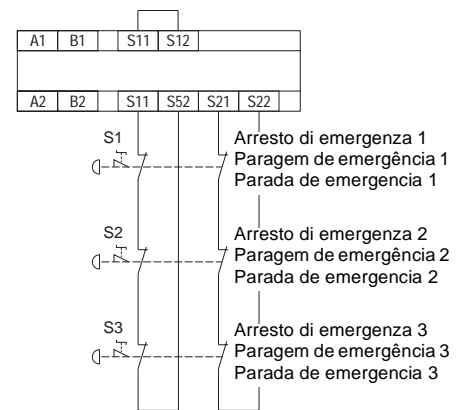 A1 B1 S11 S12
A2 B2 S11 S52 S21 S22
S1
Arresto di emergenza 1
Paragem de emergência 1
Parada de emergencia 1
S2
Arresto di emergenza 2
Paragem de emergência 2
Parada de emergencia 2
S3
Arresto di emergenza 3
Paragem de emergência 3
Parada de emergencia 3